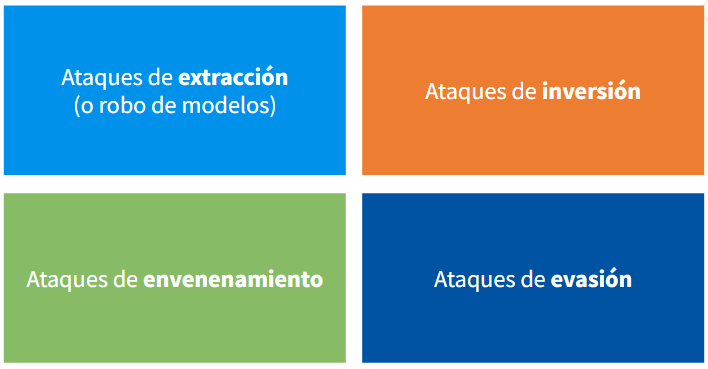 Ataques de extracción
(o robo de modelos)
Ataques de inversión
Ataques de envenenamiento
Ataques de evasión